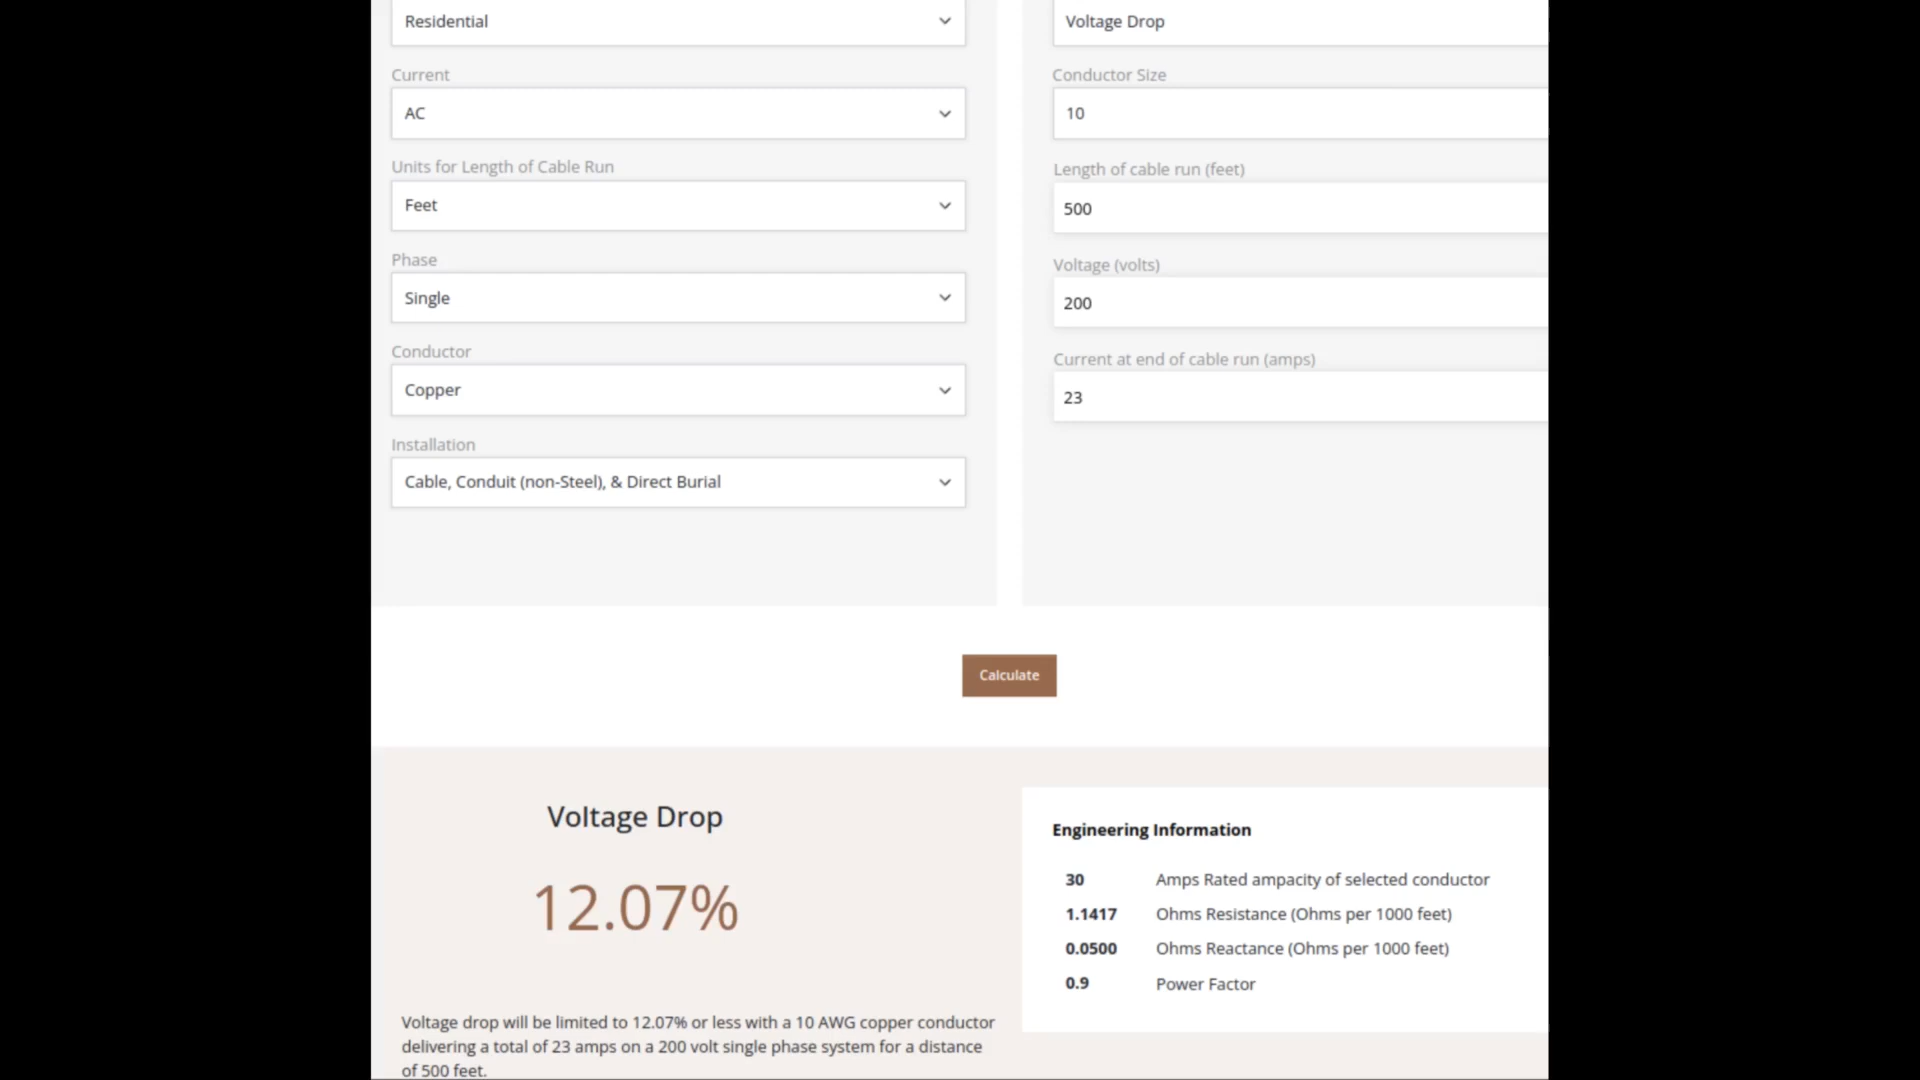 Residential
Current
AC
Units for Length of Cable Run
Feet
Phase
Single
Conductor
Copper
Installation
Cable, Conduit (non-Steel), & Direct Burial
Voltage Drop
Conductor Size
10
Length of cable run (feet)
500
Voltage (volts)
200
Current at end of cable run (amps)
23
Calculate
Voltage Drop
12.07%
Voltage drop will be limited to 12.07% or less with a 10 AWG copper conductor
delivering a total of 23 amps on a 200 volt single phase system for a distance
of 500 feet.
Engineering Information
30 Amps Rated ampacity of selected conductor
1.1417 Ohms Resistance (Ohms per 1000 feet)
0.0500 Ohms Reactance (Ohms per 1000 feet)
0.9 Power Factor